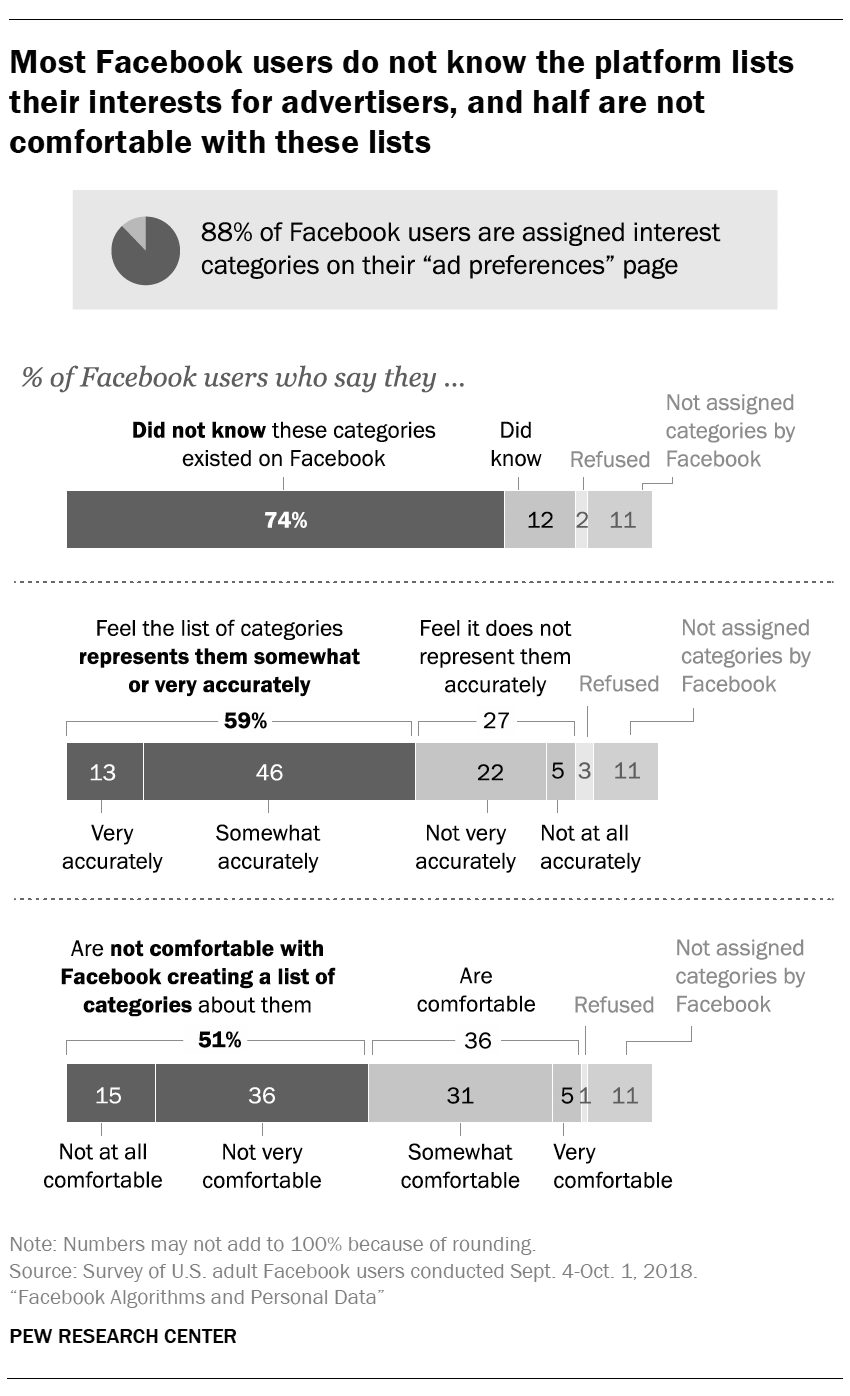 Most Facebook users do not know the platform lists
their interests for advertisers, and half are not
comfortable with these lists
88% of Facebook users are assigned interest
categories on their “ad preferences” page
% of Facebook users who say they ...
Did not know these categories
existed on Facebook
Did
know
Refused
Not assigned
categories by
Facebook
74%
12
2
11
Feel the list of categories
represents them somewhat
or very accurately
Feel it does not
represent them
accurately
Refused
Not assigned
categories by
Facebook
59%
27
13
46
22
5
3
11
Very
accurately
Somewhat
accurately
Not very
accurately
Not at all
accurately
Are not comfortable with
Facebook creating a list of
categories about them
Are
comfortable
Refused
Not assigned
categories by
Facebook
51%
36
15
36
31
5
1
11
Not at all
comfortable
Not very
comfortable
Somewhat
comfortable
Very
comfortable
Note: Numbers may not add to 100% because of rounding.
Source: Survey of U.S. adult Facebook users conducted Sept. 4-Oct. 1, 2018.
“Facebook Algorithms and Personal Data”
PEW RESEARCH CENTER